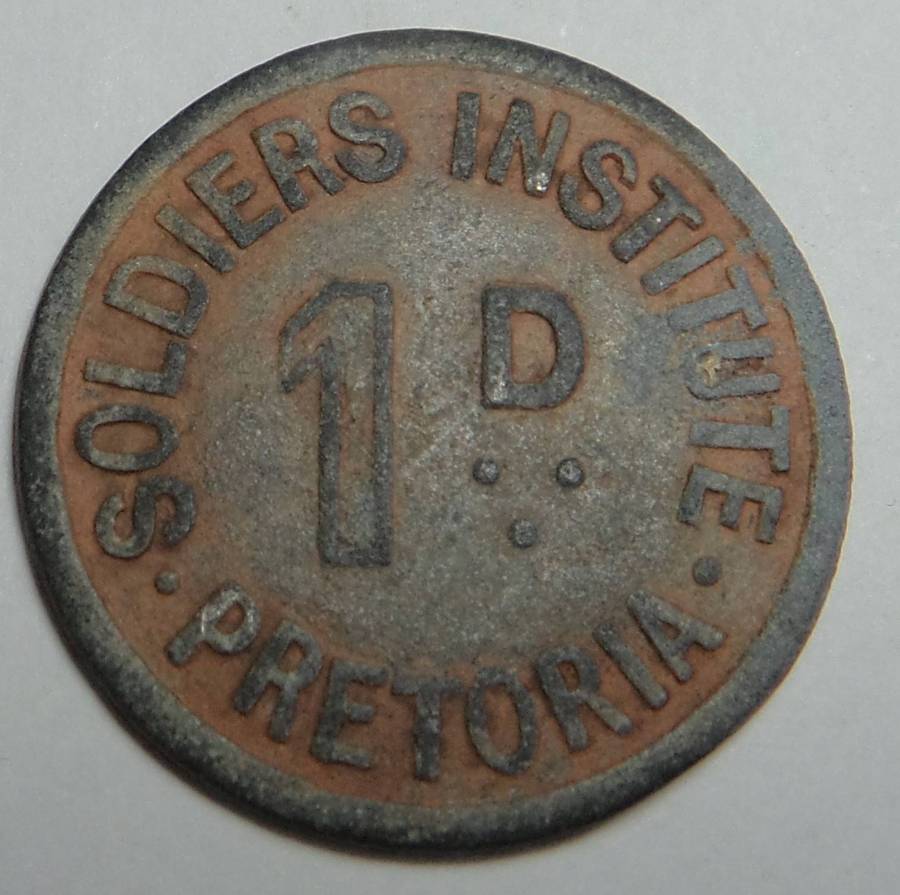 SOLDIERS INSTITUTE
1D
· PRETORIA ·